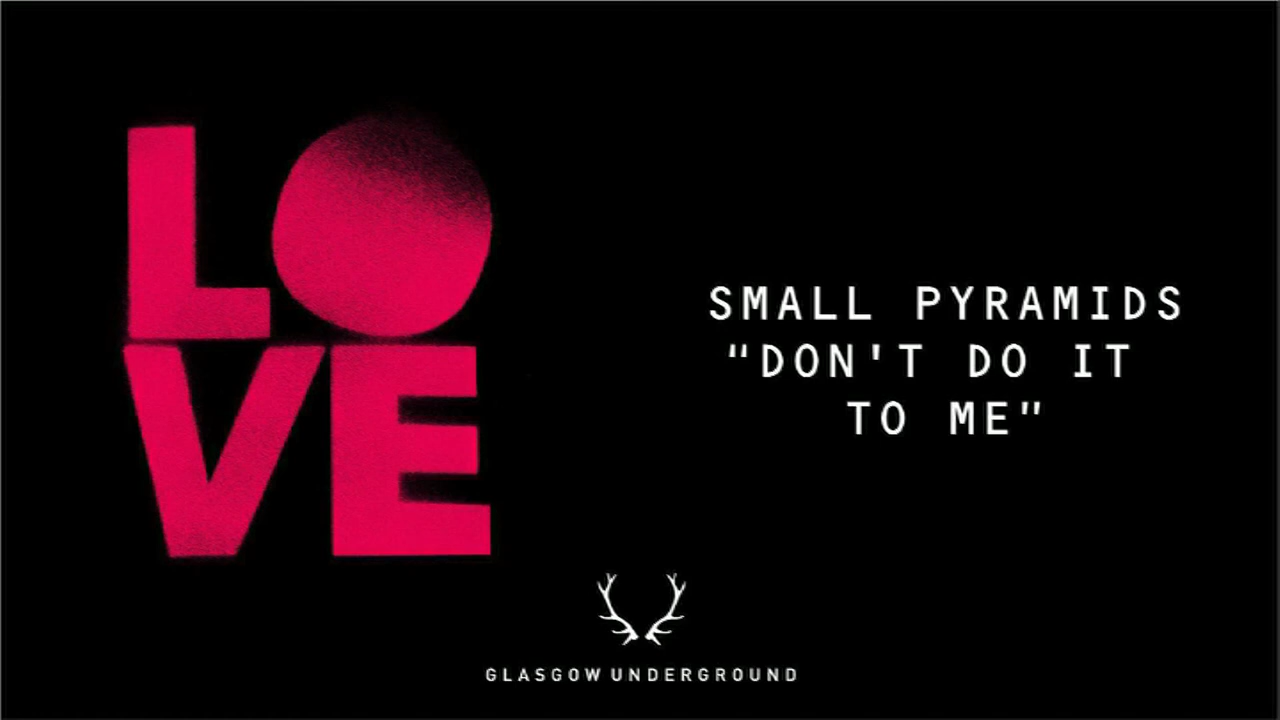 LO
VE
SMALL PYRAMIDS
"DON'T DO IT
TO ME"
GLASGOW UNDERGROUND